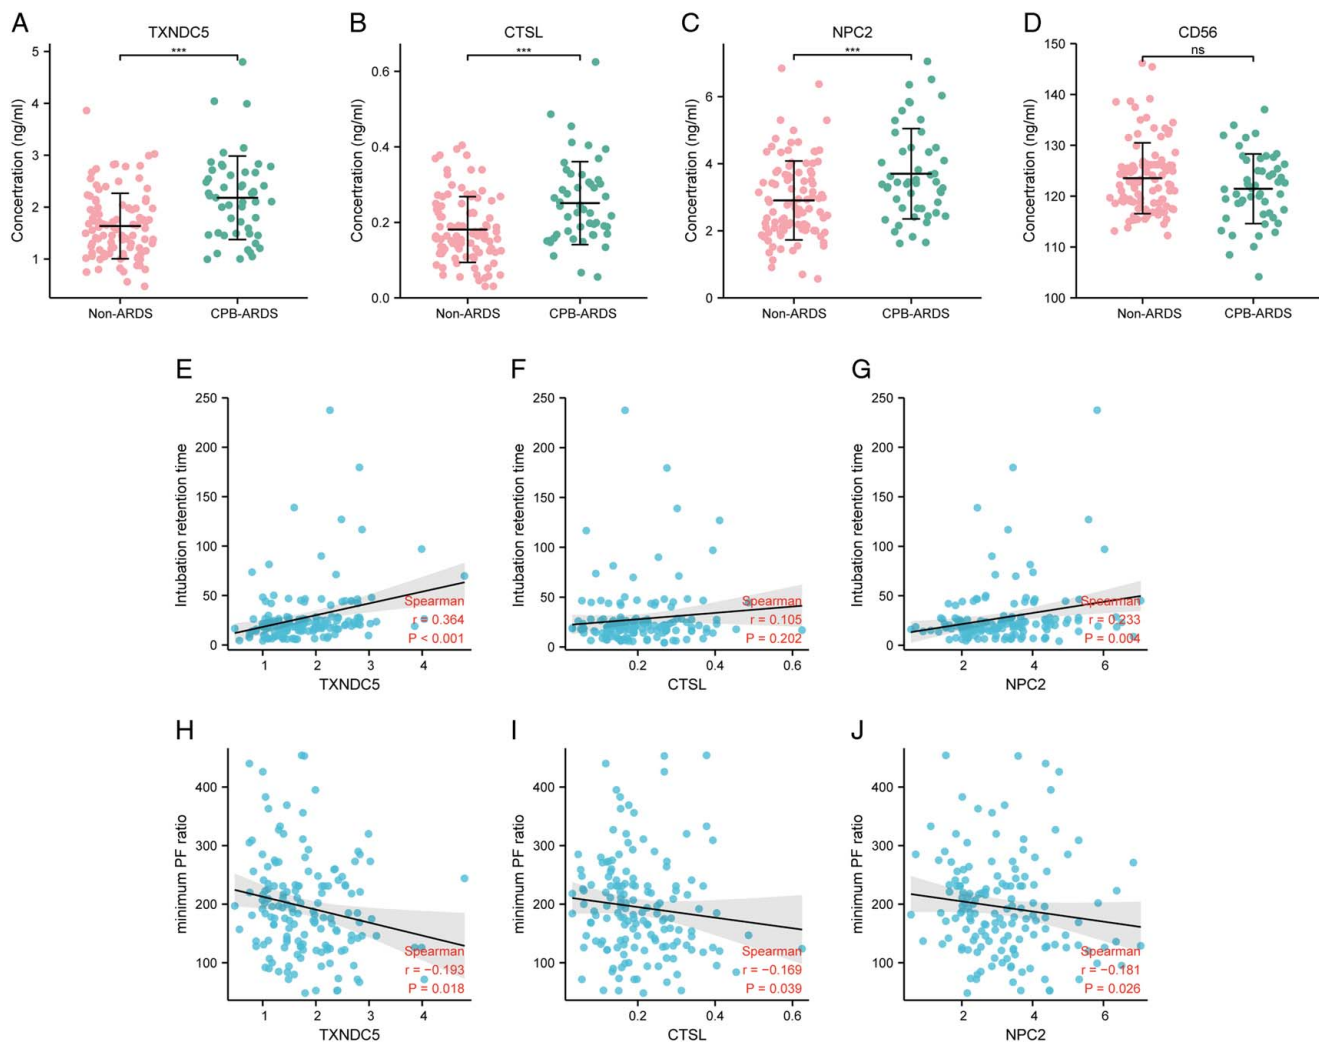 A
TXNDC5
***
Concertration (ng/ml)
5
4
3
2
1
Non-ARDS
CPB-ARDS
B
CTSL
***
Concertration (ng/ml)
0.6
0.4
0.2
0.0
Non-ARDS
CPB-ARDS
C
NPC2
***
Concertration (ng/ml)
6
4
2
0
Non-ARDS
CPB-ARDS
D
CD56
ns
Concertration (ng/ml)
150
140
130
120
110
100
Non-ARDS
CPB-ARDS
E
Intubation retention time
250
200
150
100
50
0
Spearman
r = 0.364
P < 0.001
1
2
3
4
TXNDC5
F
Intubation retention time
250
200
150
100
50
0
Spearman
r = 0.105
P = 0.202
0.2
0.4
0.6
CTSL
G
Intubation retention time
250
200
150
100
50
0
Spearman
r = 0.233
P = 0.004
2
4
6
NPC2
H
minimum PF ratio
400
300
200
100
Spearman
r = −0.193
P = 0.018
1
2
3
4
TXNDC5
I
minimum PF ratio
400
300
200
100
Spearman
r = −0.169
P = 0.039
0.2
0.4
0.6
CTSL
J
minimum PF ratio
400
300
200
100
Spearman
r = −0.181
P = 0.026
2
4
6
NPC2